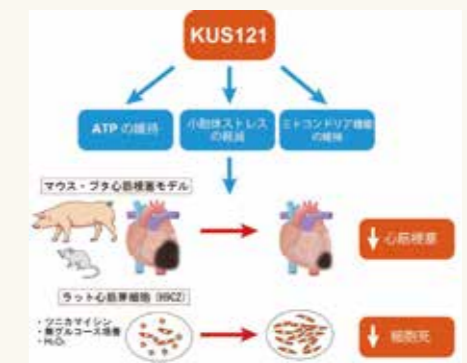 KUS121
ATP の維持
小胞体ストレス
の軽減
ミトコンドリア機能
の維持
マウス・ブタ心筋梗塞モデル
心筋梗塞
ラット心筋芽細胞 (H9C2)
・ツニカマイシン
・無グルコース培養
・H₂O₂
細胞死